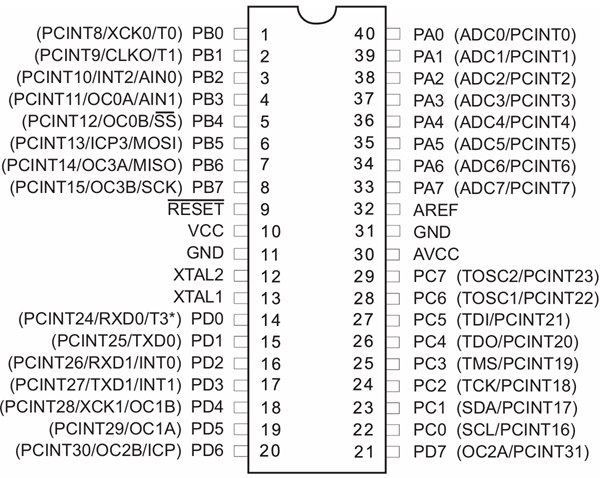 (PCINT8/XCK0/T0) PB0 1 40 PA0 (ADC0/PCINT0)
(PCINT9/CLKO/T1) PB1 2 39 PA1 (ADC1/PCINT1)
(PCINT10/INT2/AIN0) PB2 3 38 PA2 (ADC2/PCINT2)
(PCINT11/OC0A/AIN1) PB3 4 37 PA3 (ADC3/PCINT3)
(PCINT12/OC0B/S̅S̅) PB4 5 36 PA4 (ADC4/PCINT4)
(PCINT13/ICP3/MOSI) PB5 6 35 PA5 (ADC5/PCINT5)
(PCINT14/OC3A/MISO) PB6 7 34 PA6 (ADC6/PCINT6)
(PCINT15/OC3B/SCK) PB7 8 33 PA7 (ADC7/PCINT7)
R̅E̅S̅E̅T̅ 9 32 AREF
VCC 10 31 GND
GND 11 30 AVCC
XTAL2 12 29 PC7 (TOSC2/PCINT23)
XTAL1 13 28 PC6 (TOSC1/PCINT22)
(PCINT24/RXD0/T3*) PD0 14 27 PC5 (TDI/PCINT21)
(PCINT25/TXD0) PD1 15 26 PC4 (TDO/PCINT20)
(PCINT26/RXD1/INT0) PD2 16 25 PC3 (TMS/PCINT19)
(PCINT27/TXD1/INT1) PD3 17 24 PC2 (TCK/PCINT18)
(PCINT28/XCK1/OC1B) PD4 18 23 PC1 (SDA/PCINT17)
(PCINT29/OC1A) PD5 19 22 PC0 (SCL/PCINT16)
(PCINT30/OC2B/ICP) PD6 20 21 PD7 (OC2A/PCINT31)